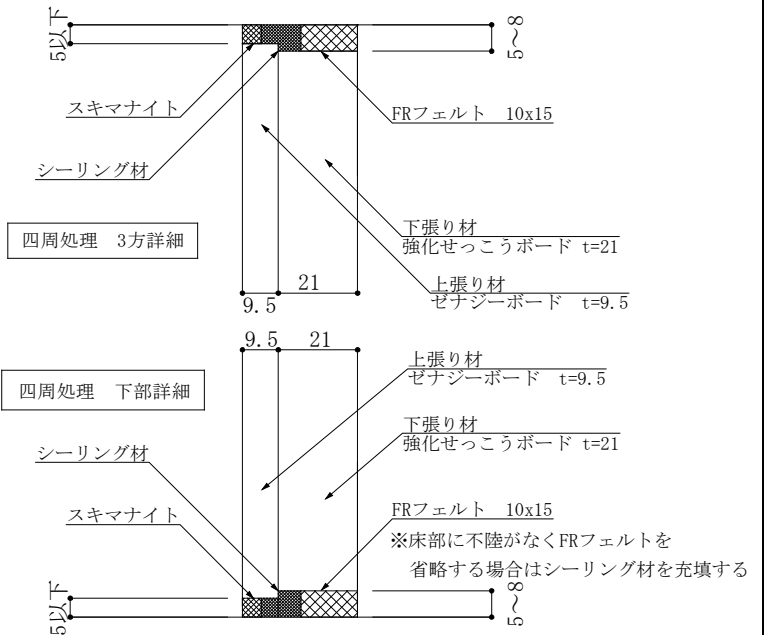 5以下
5～8
スキマナイト
FRフェルト　10x15
シーリング材
四周処理　3方詳細
下張り材
強化せっこうボード t=21
上張り材
ゼナジーボード　t=9.5
21
9.5
9.5
21
四周処理　下部詳細
上張り材
ゼナジーボード　t=9.5
下張り材
強化せっこうボード t=21
シーリング材
スキマナイト
FRフェルト　10x15
※床部に不陸がなくFRフェルトを
省略する場合はシーリング材を充填する
5以下
5～8